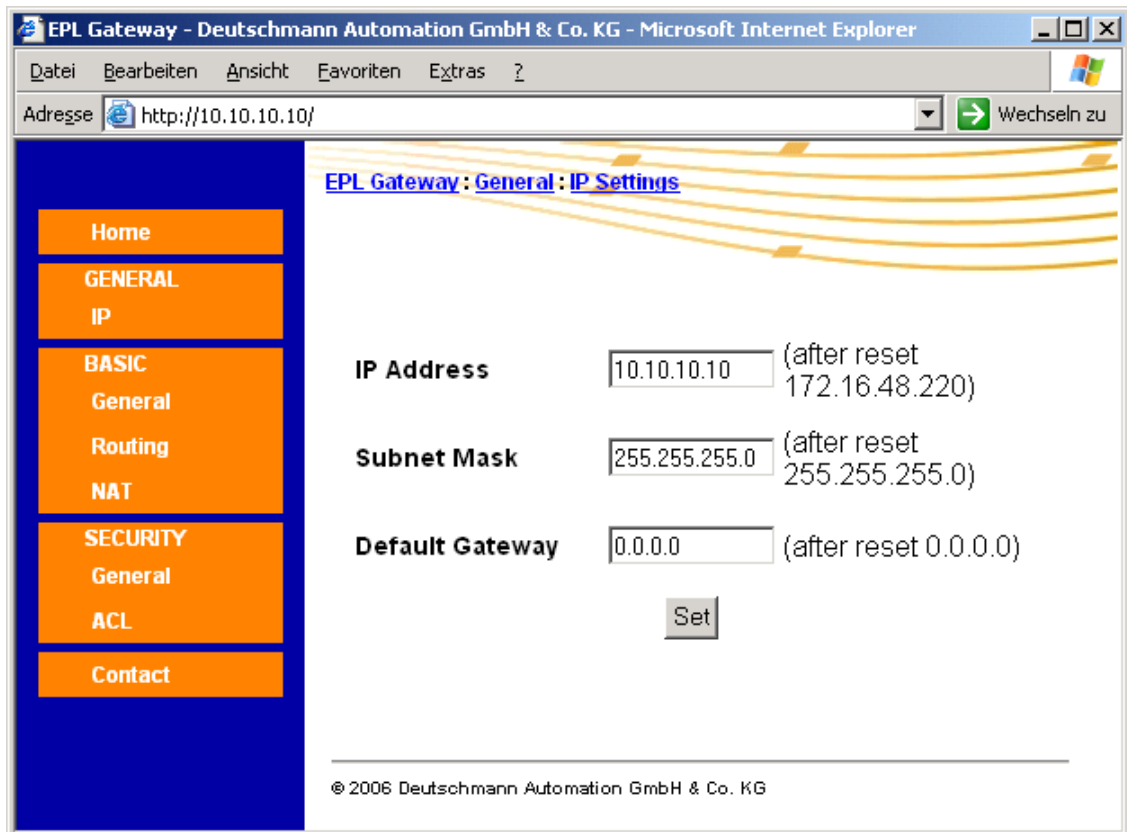 EPL Gateway - Deutschmann Automation GmbH & Co. KG - Microsoft Internet Explorer
Datei Bearbeiten Ansicht Favoriten Extras ?
Adresse http://10.10.10.10/ Wechseln zu
EPL Gateway : General : IP Settings
Home
GENERAL
IP
BASIC
General
Routing
NAT
SECURITY
General
ACL
Contact
IP Address 10.10.10.10 (after reset
172.16.48.220)
Subnet Mask 255.255.255.0 (after reset
255.255.255.0)
Default Gateway 0.0.0.0 (after reset 0.0.0.0)
Set
© 2006 Deutschmann Automation GmbH & Co. KG